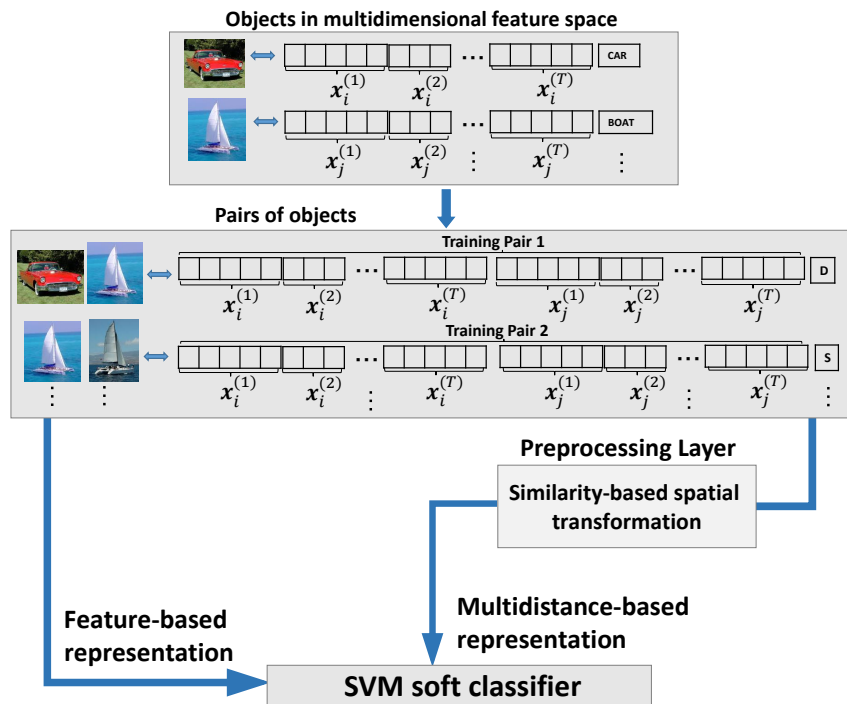 Objects in multidimensional feature space
𝒙_i^(1) 𝒙_i^(2) ... 𝒙_i^(T) CAR
𝒙_j^(1) 𝒙_j^(2) ... 𝒙_j^(T) BOAT
Pairs of objects
Training Pair 1
𝒙_i^(1) 𝒙_i^(2) ... 𝒙_i^(T) 𝒙_j^(1) 𝒙_j^(2) ... 𝒙_j^(T) D
Training Pair 2
𝒙_i^(1) 𝒙_i^(2) ... 𝒙_i^(T) 𝒙_j^(1) 𝒙_j^(2) ... 𝒙_j^(T) S
Preprocessing Layer
Similarity-based spatial
transformation
Feature-based
representation
Multidistance-based
representation
SVM soft classifier